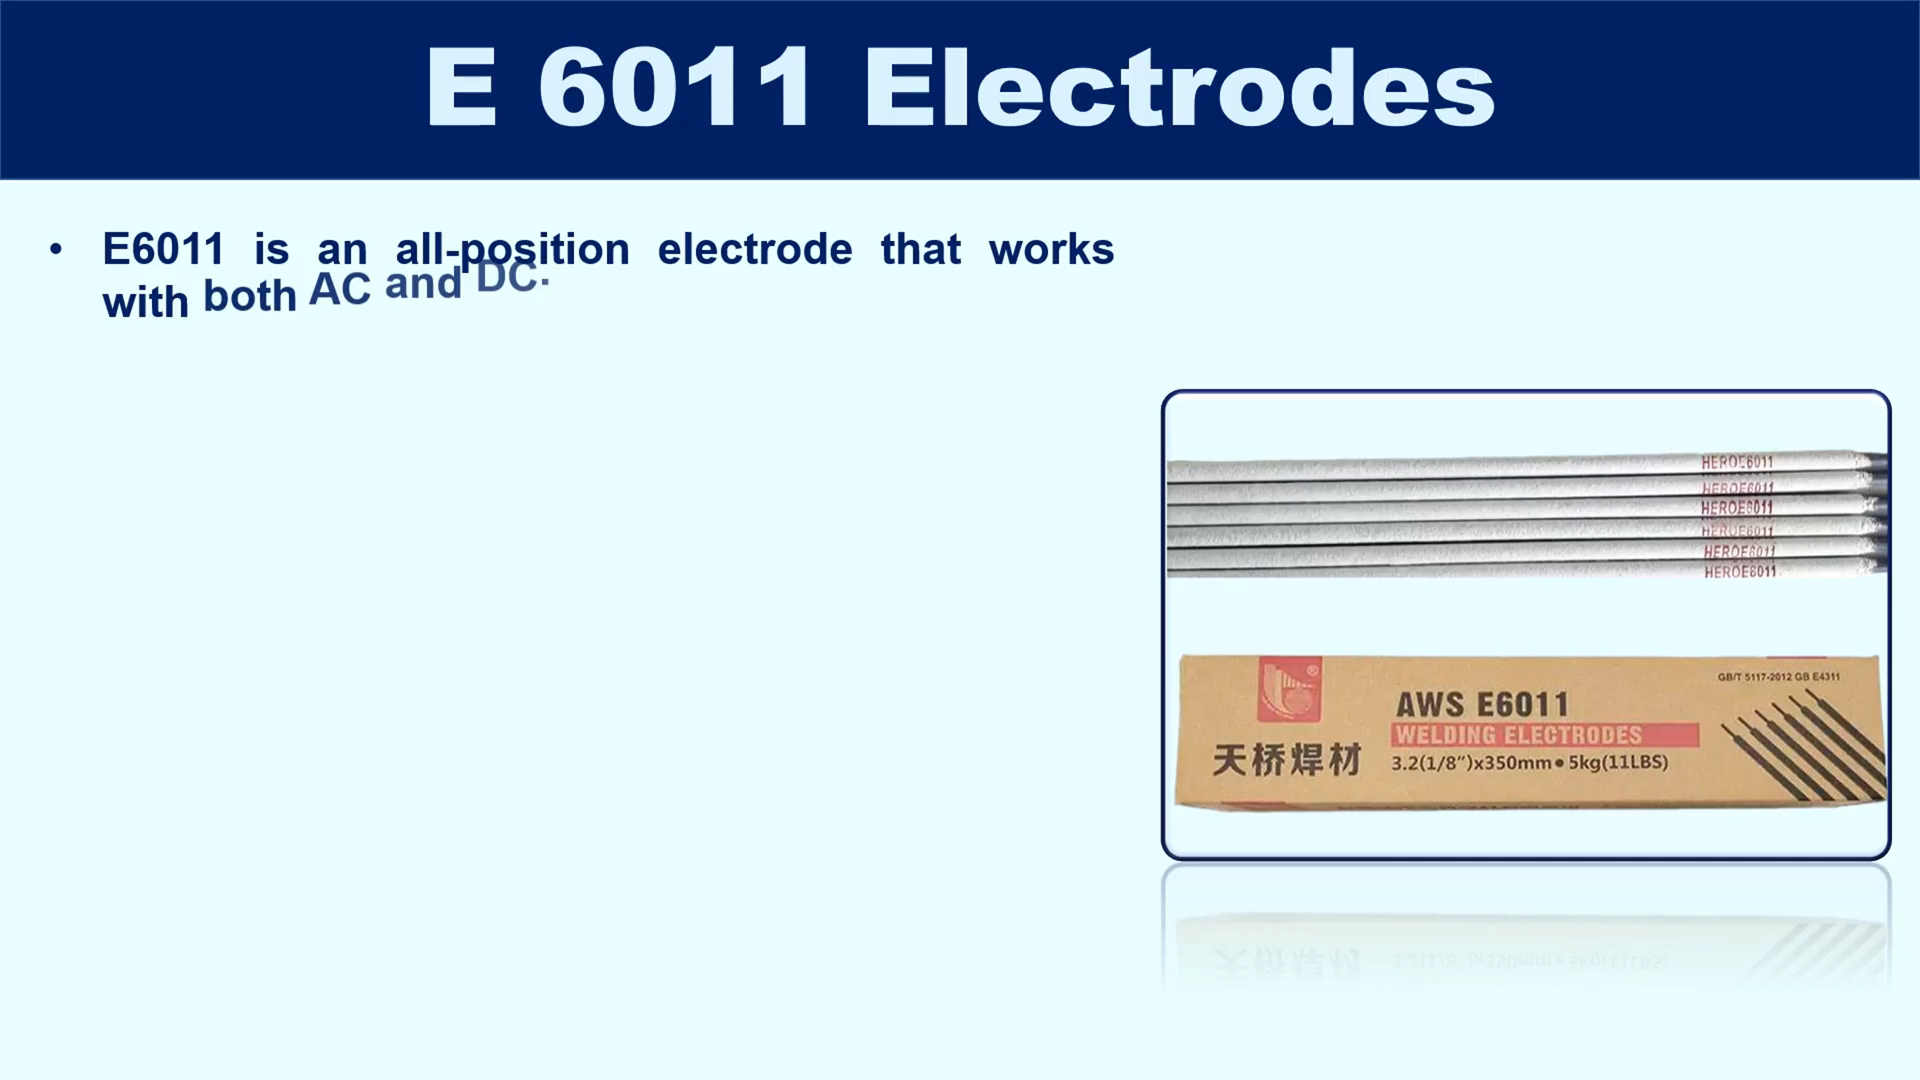 E 6011 Electrodes
• E6011 is an all-position electrode that works
with both AC and DC.
HEROE6011
HEROE6011
HEROE6011
HEROE6011
HEROE6011
HEROE6011
GB/T 5117-2012 GB E4311
AWS E6011
WELDING ELECTRODES
天桥焊材
3.2(1/8”)x350mm●5kg(11LBS)